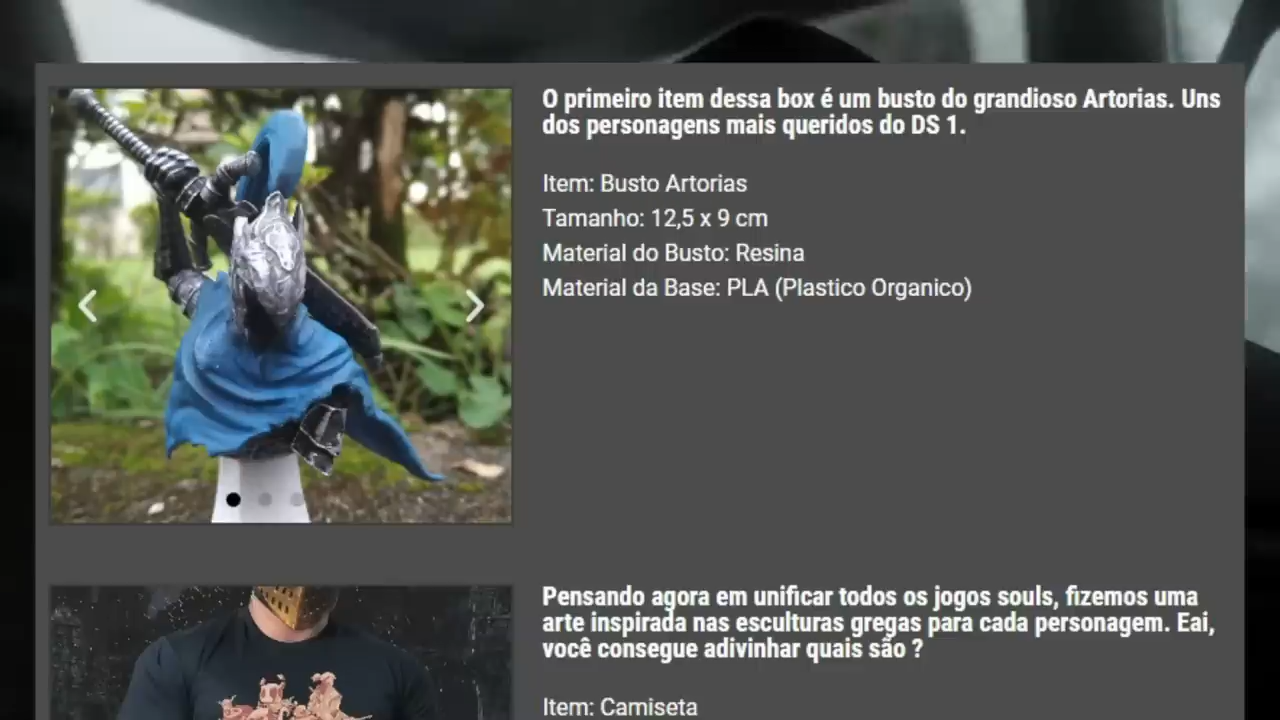 O primeiro item dessa box é um busto do grandioso Artorias. Uns
dos personagens mais queridos do DS 1.
Item: Busto Artorias
Tamanho: 12,5 x 9 cm
Material do Busto: Resina
Material da Base: PLA (Plastico Organico)
Pensando agora em unificar todos os jogos souls, fizemos uma
arte inspirada nas esculturas gregas para cada personagem. Eai,
você consegue adivinhar quais são ?
Item: Camiseta